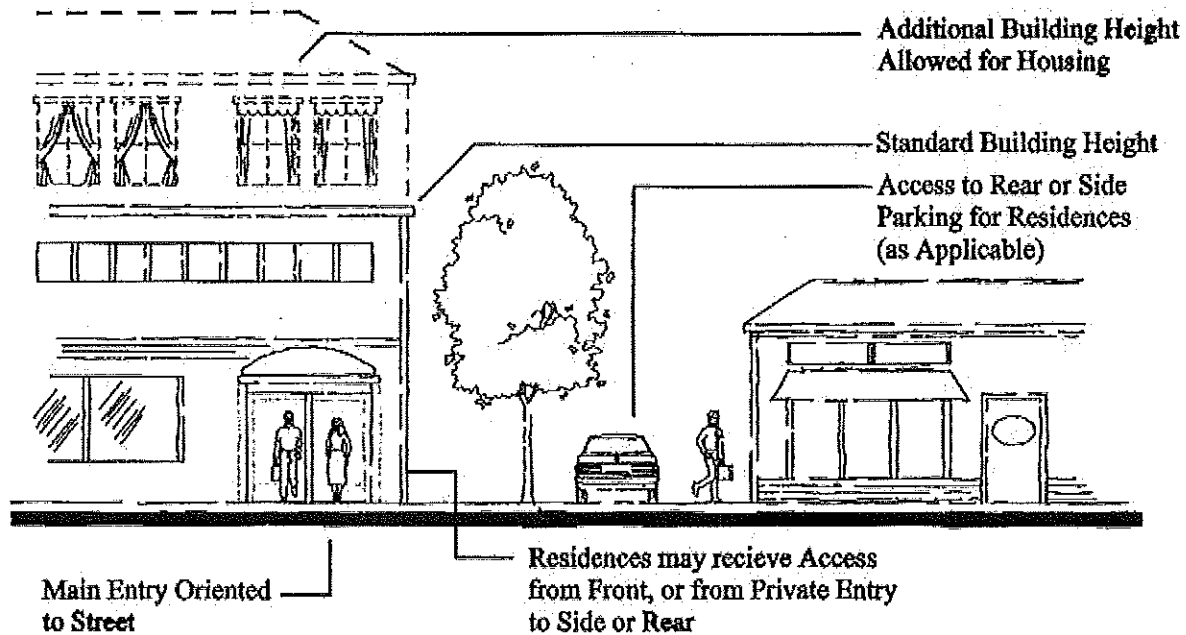 Additional Building Height
Allowed for Housing
Standard Building Height
Access to Rear or Side
Parking for Residences
(as Applicable)
Main Entry Oriented
to Street
Residences may recieve Access
from Front, or from Private Entry
to Side or Rear